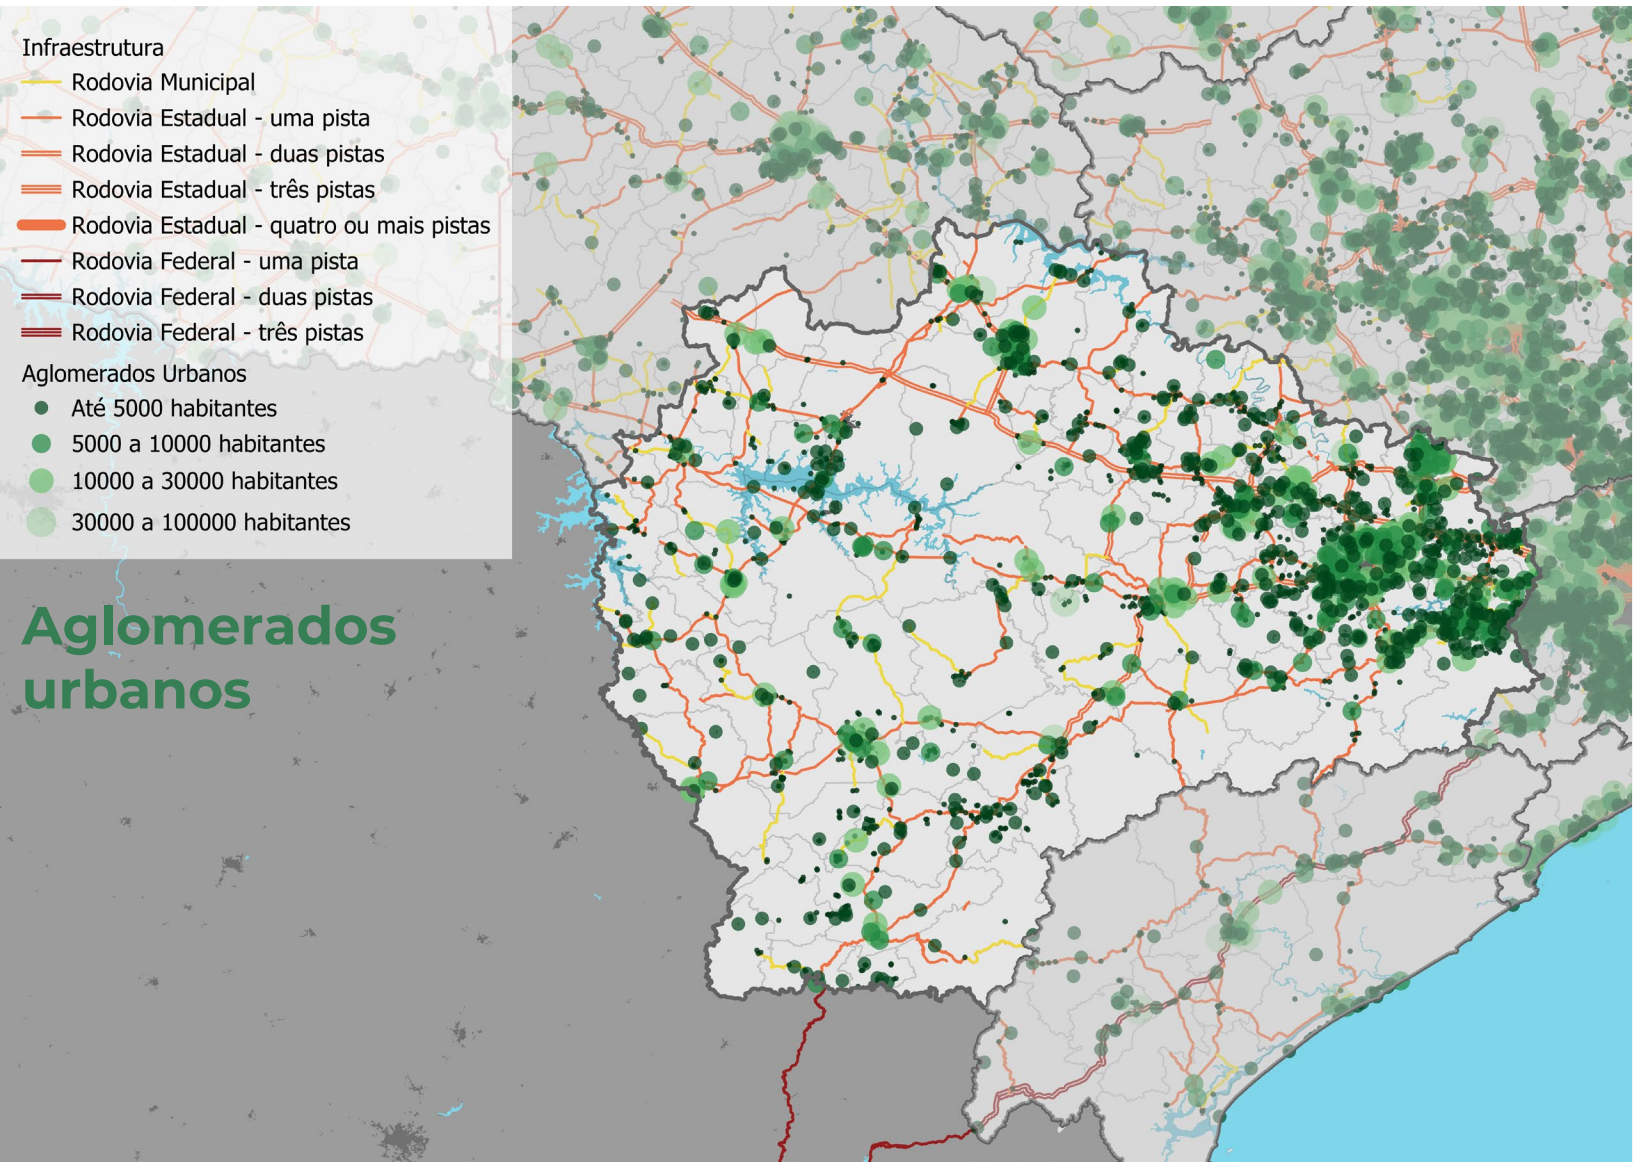 Infraestrutura
Rodovia Municipal
Rodovia Estadual - uma pista
Rodovia Estadual - duas pistas
Rodovia Estadual - três pistas
Rodovia Estadual - quatro ou mais pistas
Rodovia Federal - uma pista
Rodovia Federal - duas pistas
Rodovia Federal - três pistas
Aglomerados Urbanos
Até 5000 habitantes
5000 a 10000 habitantes
10000 a 30000 habitantes
30000 a 100000 habitantes
Aglomerados
urbanos